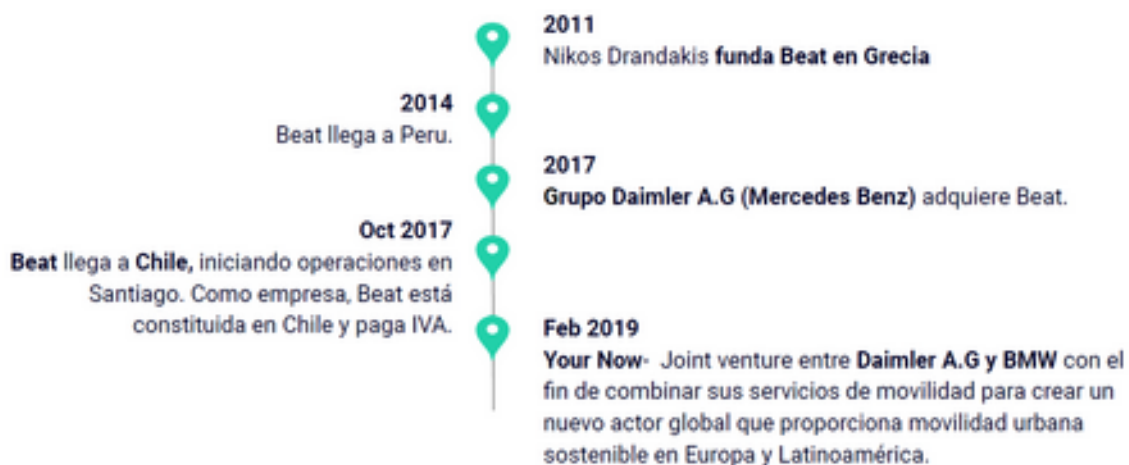 2011
Nikos Drandakis funda Beat en Grecia
2014
Beat llega a Peru.
2017
Grupo Daimler A.G (Mercedes Benz) adquiere Beat.
Oct 2017
Beat llega a Chile, iniciando operaciones en
Santiago. Como empresa, Beat está
constituida en Chile y paga IVA.
Feb 2019
Your Now- Joint venture entre Daimler A.G y BMW con el
fin de combinar sus servicios de movilidad para crear un
nuevo actor global que proporciona movilidad urbana
sostenible en Europa y Latinoamérica.